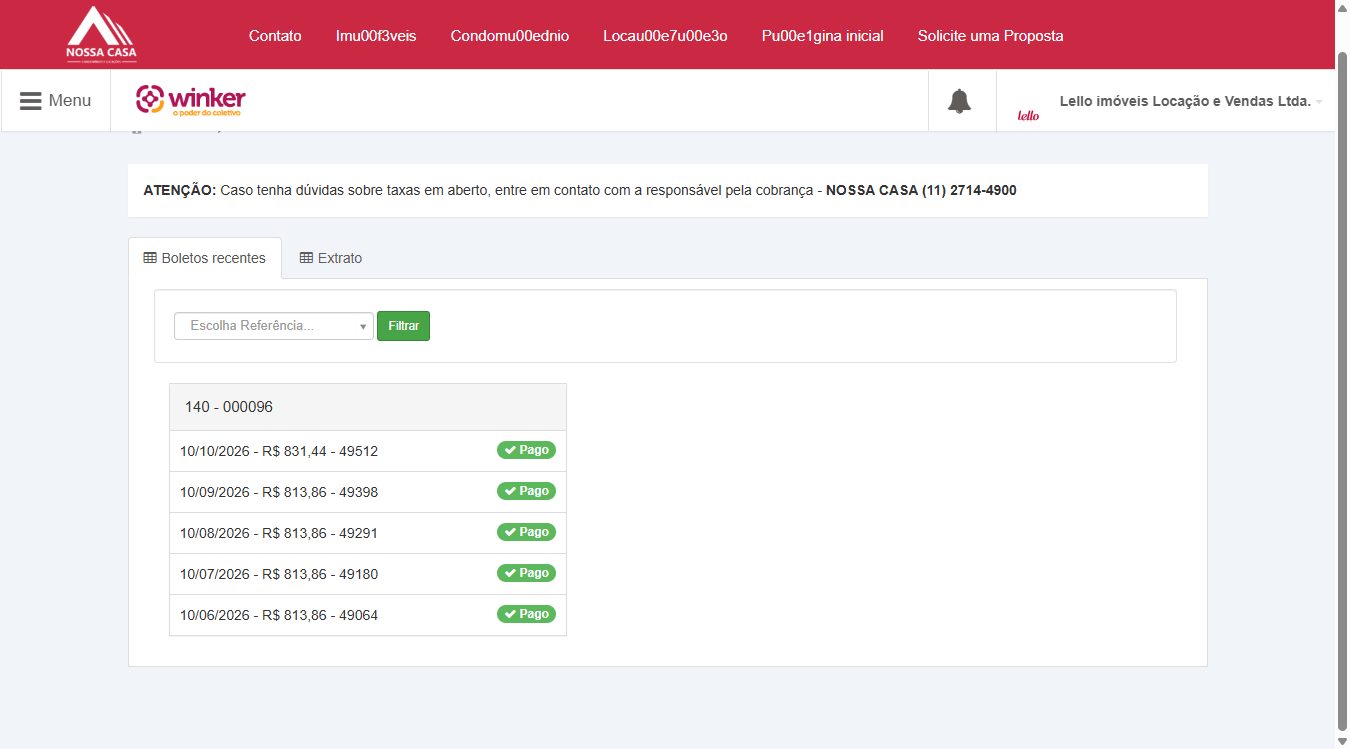 NOSSA CASA
Contato Imu00f3veis Condomu00ednio Locau00e7u00e3o Pu00e1gina inicial Solicite uma Proposta
Menu winker
o poder do coletivo
lello Lello imóveis Locação e Vendas Ltda.
ATENÇÃO: Caso tenha dúvidas sobre taxas em aberto, entre em contato com a responsável pela cobrança - NOSSA CASA (11) 2714-4900
Boletos recentes Extrato
Escolha Referência... Filtrar
140 - 000096
10/10/2026 - R$ 831,44 - 49512 Pago
10/09/2026 - R$ 813,86 - 49398 Pago
10/08/2026 - R$ 813,86 - 49291 Pago
10/07/2026 - R$ 813,86 - 49180 Pago
10/06/2026 - R$ 813,86 - 49064 Pago